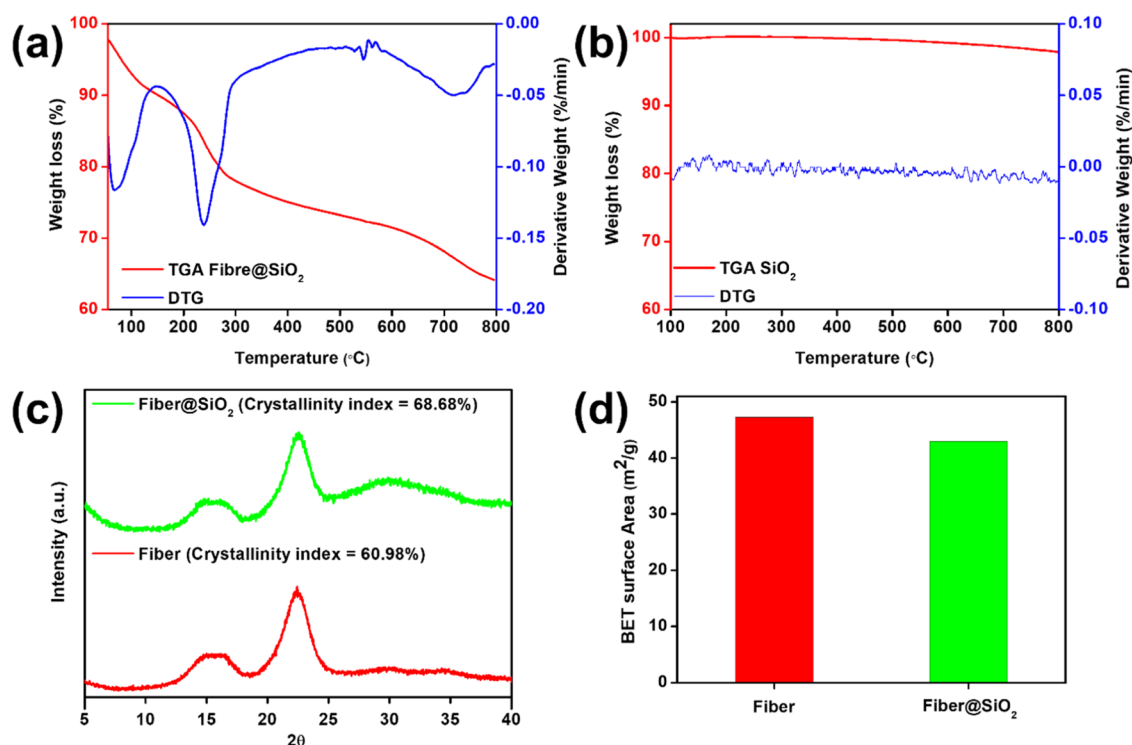 (a)
100
90
80
70
60
Weight loss (%)
0.00
-0.05
-0.10
-0.15
-0.20
Derivative Weight (%/min)
TGA Fibre@SiO₂
DTG
100 200 300 400 500 600 700 800
Temperature (°C)
(b)
100
90
80
70
60
Weight loss (%)
0.10
0.05
0.00
-0.05
-0.10
Derivative Weight (%/min)
TGA SiO₂
DTG
100 200 300 400 500 600 700 800
Temperature (°C)
(c)
Fiber@SiO₂ (Crystallinity index = 68.68%)
Fiber (Crystallinity index = 60.98%)
Intensity (a.u.)
5 10 15 20 25 30 35 40
2θ
(d)
50
40
30
20
10
0
BET surface Area (m²/g)
Fiber Fiber@SiO₂